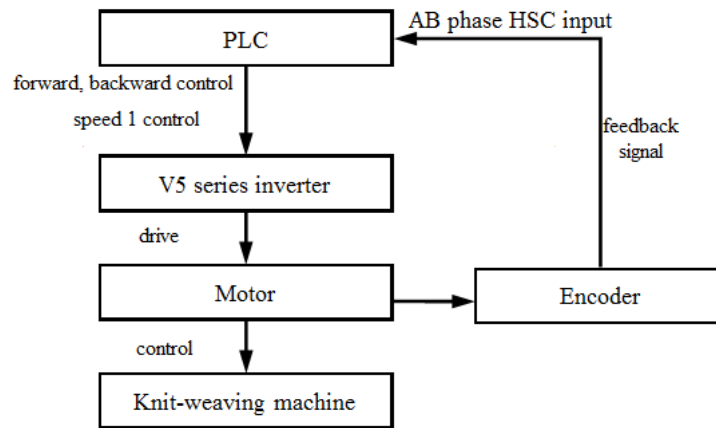 AB phase HSC input
PLC
forward, backward control
speed 1 control
feedback
signal
V5 series inverter
drive
Motor
Encoder
control
Knit-weaving machine